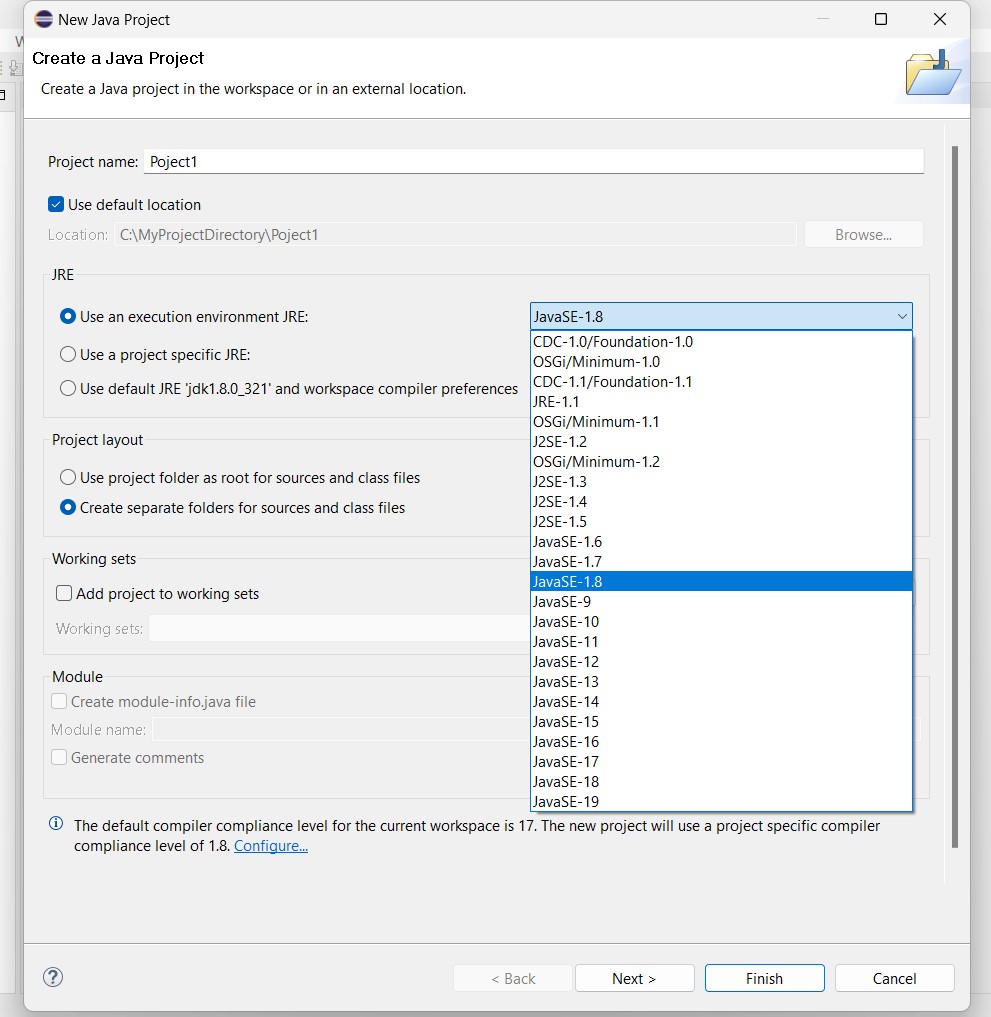 New Java Project
Create a Java Project
Create a Java project in the workspace or in an external location.
Project name: Poject1
Use default location
Location: C:\MyProjectDirectory\Poject1 Browse...
JRE
Use an execution environment JRE: JavaSE-1.8
Use a project specific JRE:
Use default JRE 'jdk1.8.0_321' and workspace compiler preferences
CDC-1.0/Foundation-1.0
OSGi/Minimum-1.0
CDC-1.1/Foundation-1.1
JRE-1.1
OSGi/Minimum-1.1
J2SE-1.2
OSGi/Minimum-1.2
J2SE-1.3
J2SE-1.4
J2SE-1.5
JavaSE-1.6
JavaSE-1.7
JavaSE-1.8
JavaSE-9
JavaSE-10
JavaSE-11
JavaSE-12
JavaSE-13
JavaSE-14
JavaSE-15
JavaSE-16
JavaSE-17
JavaSE-18
JavaSE-19
Project layout
Use project folder as root for sources and class files
Create separate folders for sources and class files
Working sets
Add project to working sets
Working sets:
Module
Create module-info.java file
Module name:
Generate comments
The default compiler compliance level for the current workspace is 17. The new project will use a project specific compiler
compliance level of 1.8. Configure...
? < Back Next > Finish Cancel